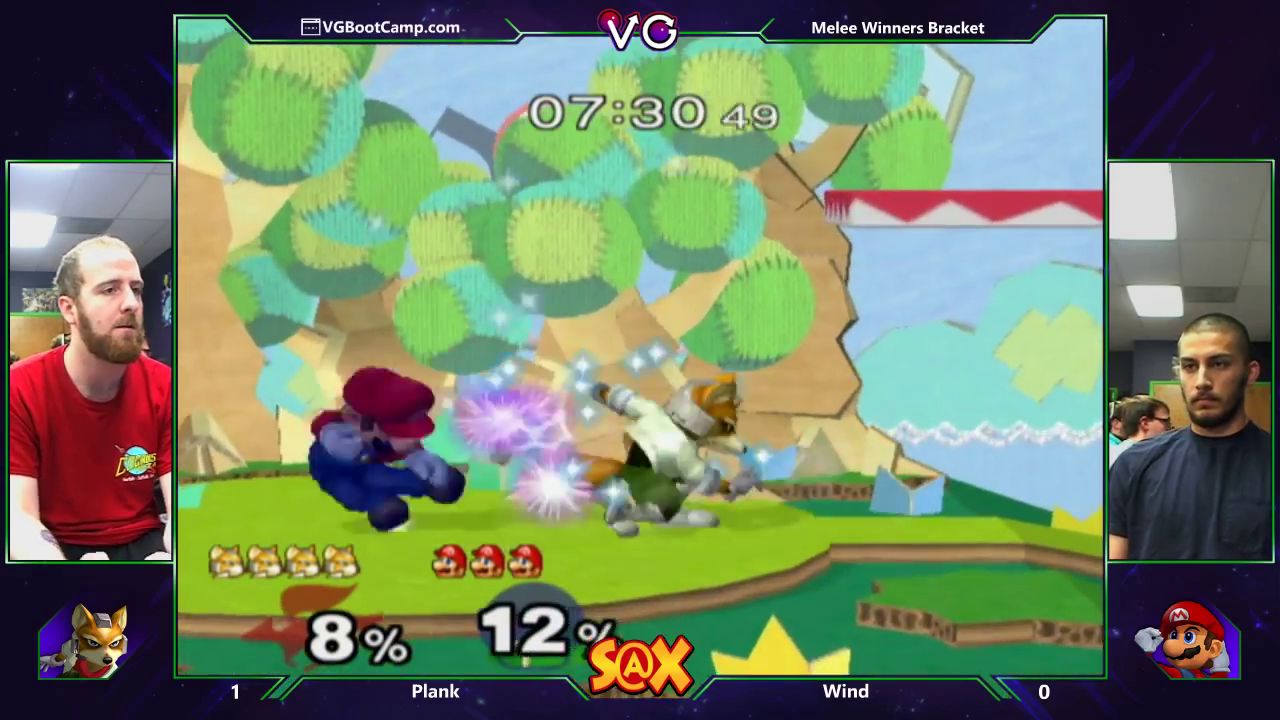 VGBootCamp.com
VG
Melee Winners Bracket
07:30 49
8%
12%
S@X
1
Plank
Wind
0